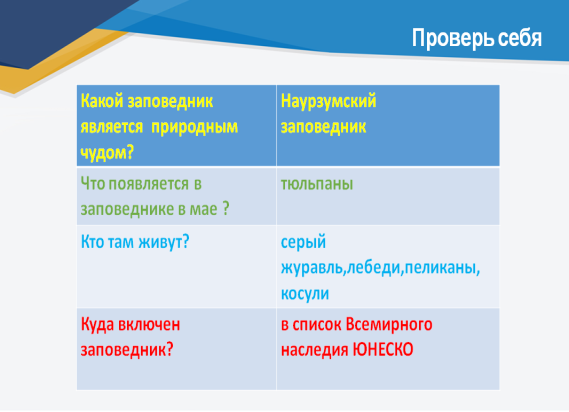 Проверь себя
Какой заповедник
является природным
чудом?
Наурзумский
заповедник
Что появляется в
заповеднике в мае ?
тюльпаны
Кто там живут?
серый
журавль,лебеди,пеликаны,
косули
Куда включен
заповедник?
в список Всемирного
наследия ЮНЕСКО